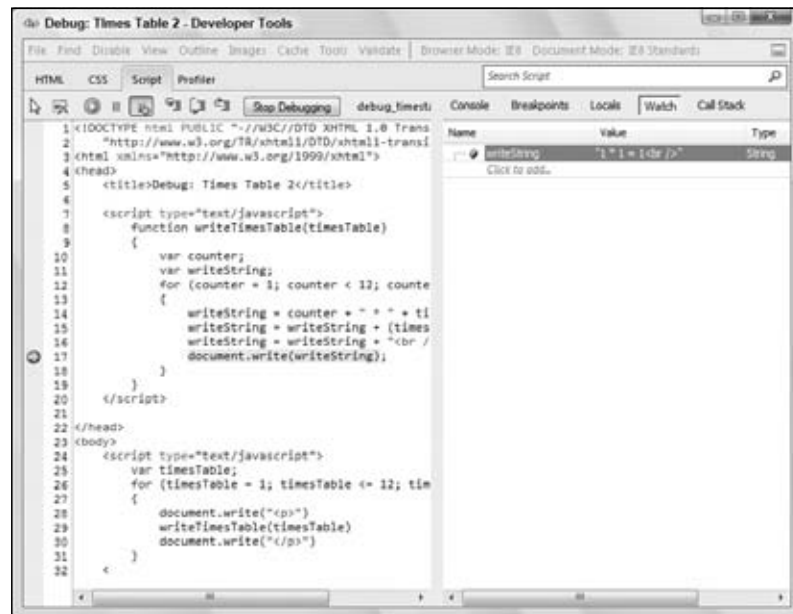 Debug: Times Table 2 - Developer Tools
File Find Disable View Outline Images Cache Tools Validate | Browser Mode: IE8 Document Mode: IE8 Standards
HTML CSS Script Profiler
Search Script
Stop Debugging debug_timest
Console Breakpoints Locals Watch Call Stack
Name Value Type
writeString "1 * 1 = 1<br />" String
Click to add...
1 <!DOCTYPE html PUBLIC "-//W3C//DTD XHTML 1.0 Trans
2 "http://www.w3.org/TR/xhtml1/DTD/xhtml1-transi
3 <html xmlns="http://www.w3.org/1999/xhtml">
4 <head>
5 <title>Debug: Times Table 2</title>
6
7 <script type="text/javascript">
8 function writeTimesTable(timesTable)
9 {
10 var counter;
11 var writeString;
12 for (counter = 1; counter < 12; counte
13 {
14 writeString = counter + " * " + ti
15 writeString = writeString + (times
16 writeString = writeString + "<br /
17 document.write(writeString);
18 }
19 }
20 </script>
21
22 </head>
23 <body>
24 <script type="text/javascript">
25 var timesTable;
26 for (timesTable = 1; timesTable <= 12; tim
27 {
28 document.write("<p>")
29 writeTimesTable(timesTable)
30 document.write("</p>")
31 }
32 <